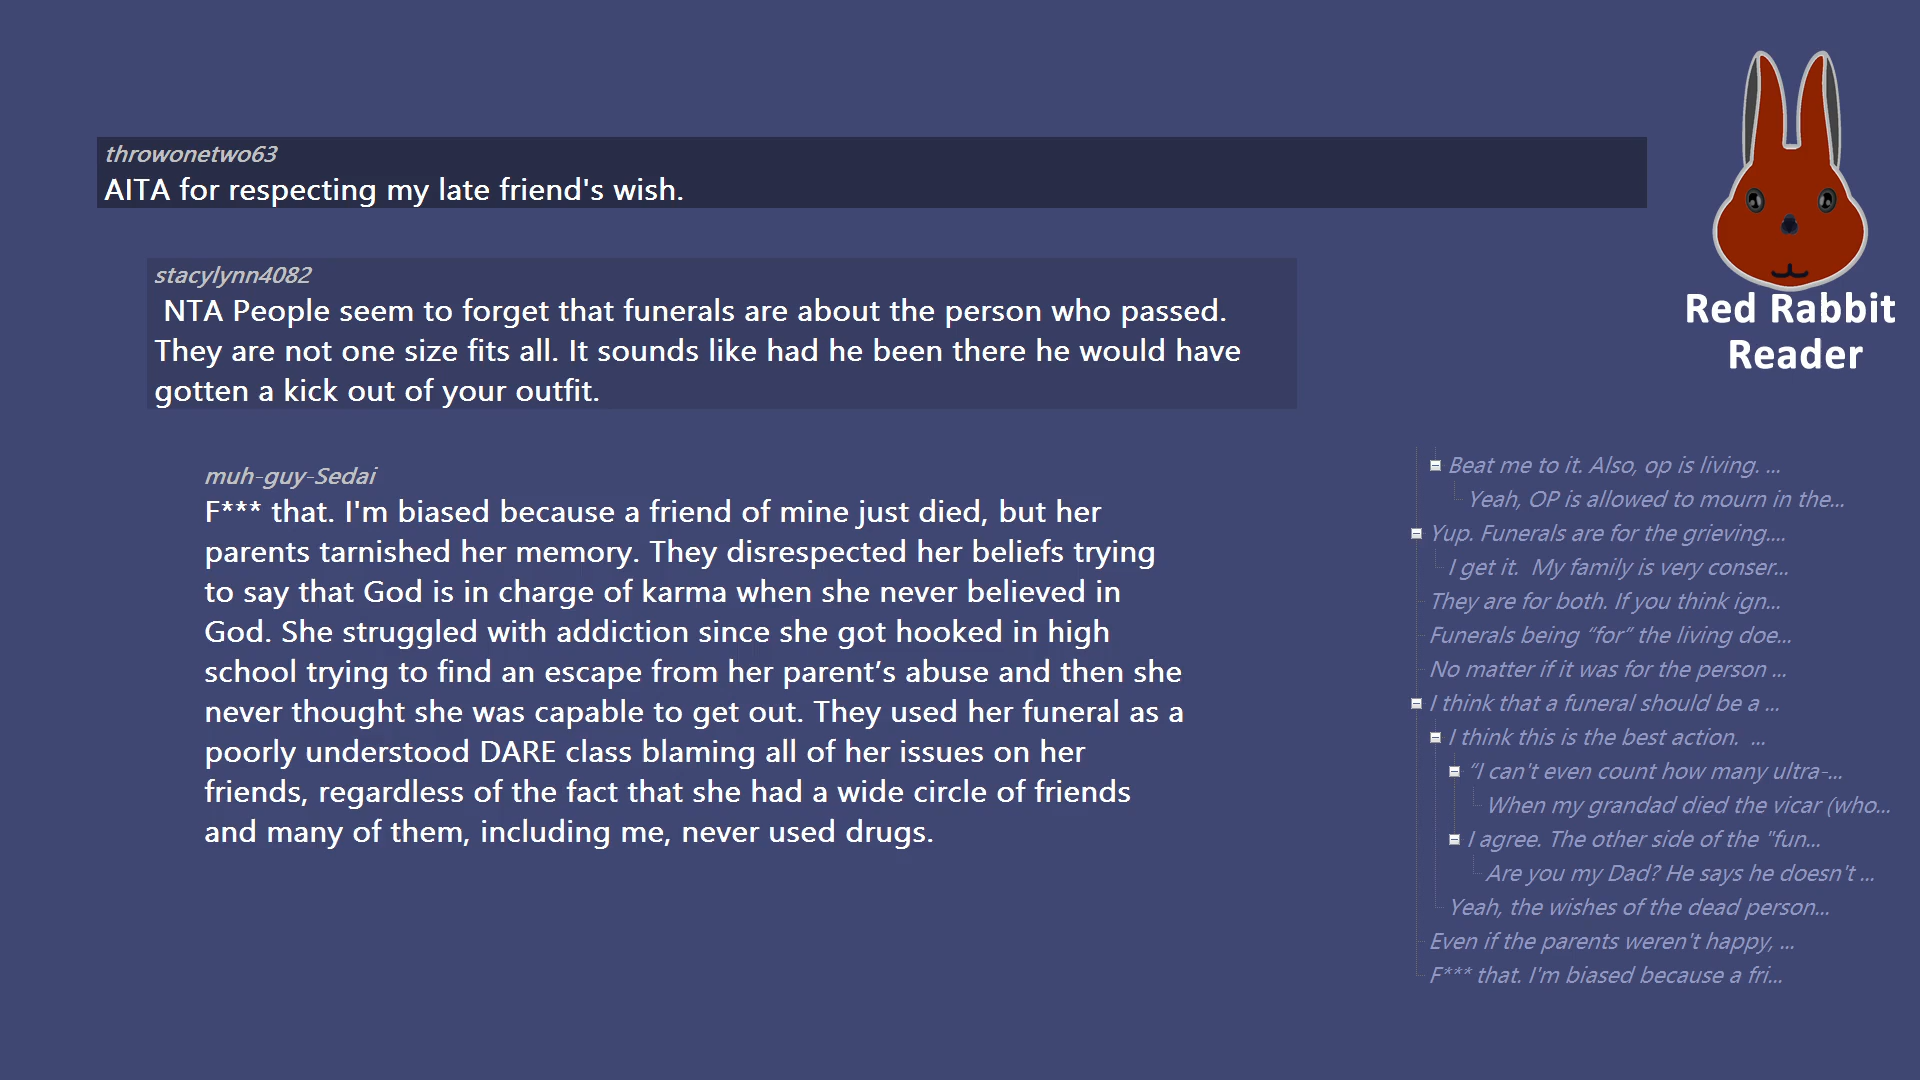 throwonetwo63
AITA for respecting my late friend's wish.
stacylynn4082
NTA People seem to forget that funerals are about the person who passed.
They are not one size fits all. It sounds like had he been there he would have
gotten a kick out of your outfit.
muh-guy-Sedai
F*** that. I'm biased because a friend of mine just died, but her
parents tarnished her memory. They disrespected her beliefs trying
to say that God is in charge of karma when she never believed in
God. She struggled with addiction since she got hooked in high
school trying to find an escape from her parent’s abuse and then she
never thought she was capable to get out. They used her funeral as a
poorly understood DARE class blaming all of her issues on her
friends, regardless of the fact that she had a wide circle of friends
and many of them, including me, never used drugs.
Red Rabbit
Reader
Beat me to it. Also, op is living. ...
Yeah, OP is allowed to mourn in the...
Yup. Funerals are for the grieving....
I get it.  My family is very conser...
They are for both. If you think ign...
Funerals being “for” the living doe...
No matter if it was for the person ...
I think that a funeral should be a ...
I think this is the best action.  ...
“I can't even count how many ultra-...
When my grandad died the vicar (who...
I agree. The other side of the "fun...
Are you my Dad? He says he doesn't ...
Yeah, the wishes of the dead person...
Even if the parents weren't happy, ...
F*** that. I'm biased because a fri...